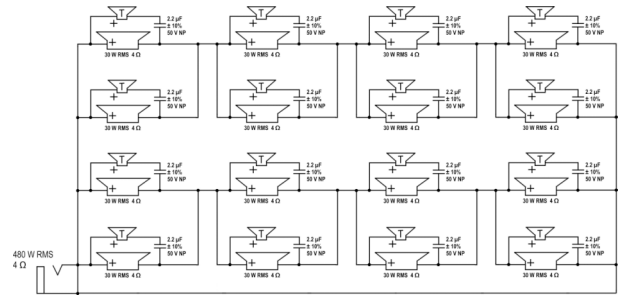 T
2.2 µF
± 10%
50 V NP
+
+
30 W RMS 4 Ω
T
2.2 µF
± 10%
50 V NP
+
+
30 W RMS 4 Ω
T
2.2 µF
± 10%
50 V NP
+
+
30 W RMS 4 Ω
T
2.2 µF
± 10%
50 V NP
+
+
30 W RMS 4 Ω
T
2.2 µF
± 10%
50 V NP
+
+
30 W RMS 4 Ω
T
2.2 µF
± 10%
50 V NP
+
+
30 W RMS 4 Ω
T
2.2 µF
± 10%
50 V NP
+
+
30 W RMS 4 Ω
T
2.2 µF
± 10%
50 V NP
+
+
30 W RMS 4 Ω
T
2.2 µF
± 10%
50 V NP
+
+
30 W RMS 4 Ω
T
2.2 µF
± 10%
50 V NP
+
+
30 W RMS 4 Ω
T
2.2 µF
± 10%
50 V NP
+
+
30 W RMS 4 Ω
T
2.2 µF
± 10%
50 V NP
+
+
30 W RMS 4 Ω
T
2.2 µF
± 10%
50 V NP
+
+
30 W RMS 4 Ω
T
2.2 µF
± 10%
50 V NP
+
+
30 W RMS 4 Ω
T
2.2 µF
± 10%
50 V NP
+
+
30 W RMS 4 Ω
T
2.2 µF
± 10%
50 V NP
+
+
30 W RMS 4 Ω
480 W RMS
4 Ω